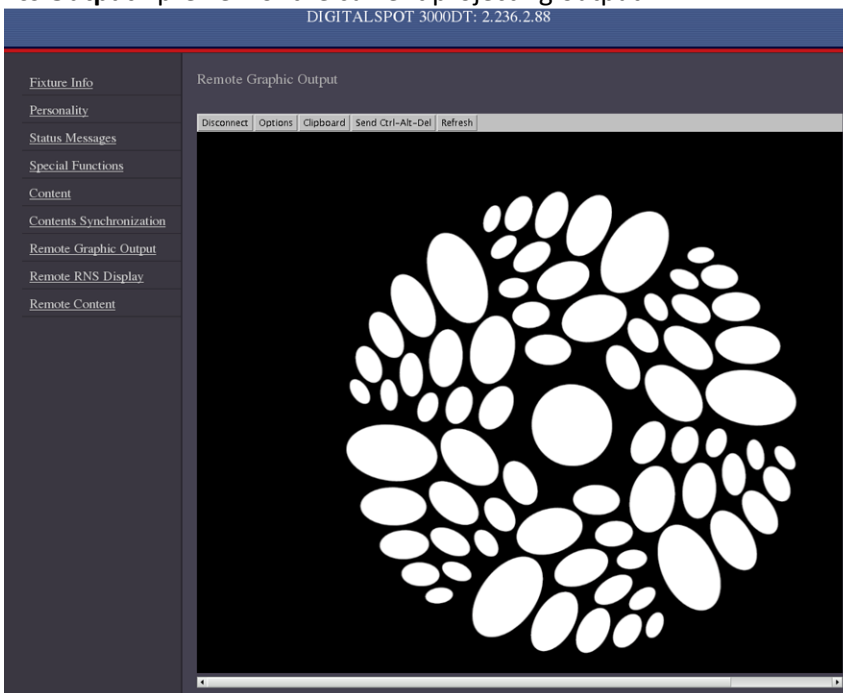 DIGITALSPOT 3000DT: 2.236.2.88
Fixture Info
Personality
Status Messages
Special Functions
Content
Contents Synchronization
Remote Graphic Output
Remote RNS Display
Remote Content
Remote Graphic Output
Disconnect Options Clipboard Send Ctrl-Alt-Del Refresh